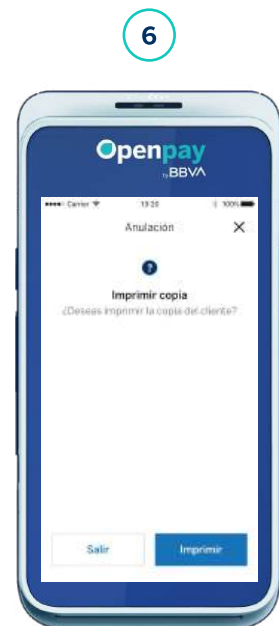 6
Openpay
by BBVA
Carrier 13:20 100%
Anulación
?
Imprimir copia
¿Deseas imprimir la copia del cliente?
Salir Imprimir